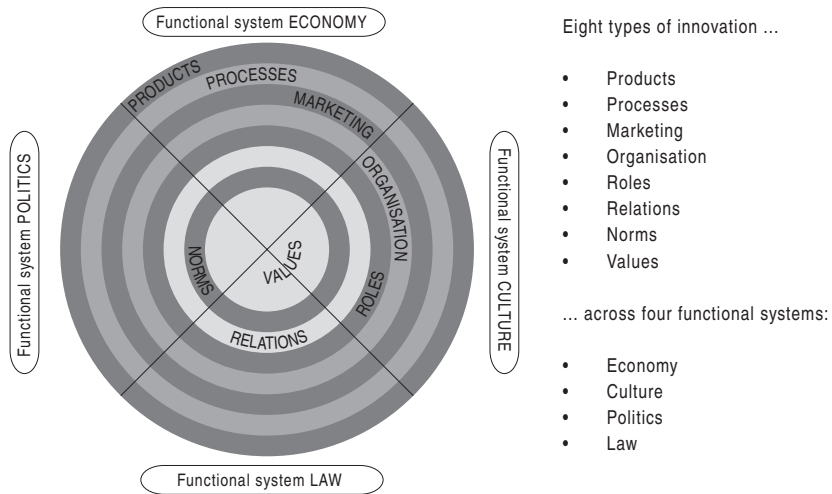 Functional system ECONOMY
PRODUCTS
PROCESSES
MARKETING
ORGANISATION
ROLES
RELATIONS
NORMS
VALUES
Functional system POLITICS
Functional system CULTURE
Functional system LAW
Eight types of innovation ...
• Products
• Processes
• Marketing
• Organisation
• Roles
• Relations
• Norms
• Values
... across four functional systems:
• Economy
• Culture
• Politics
• Law